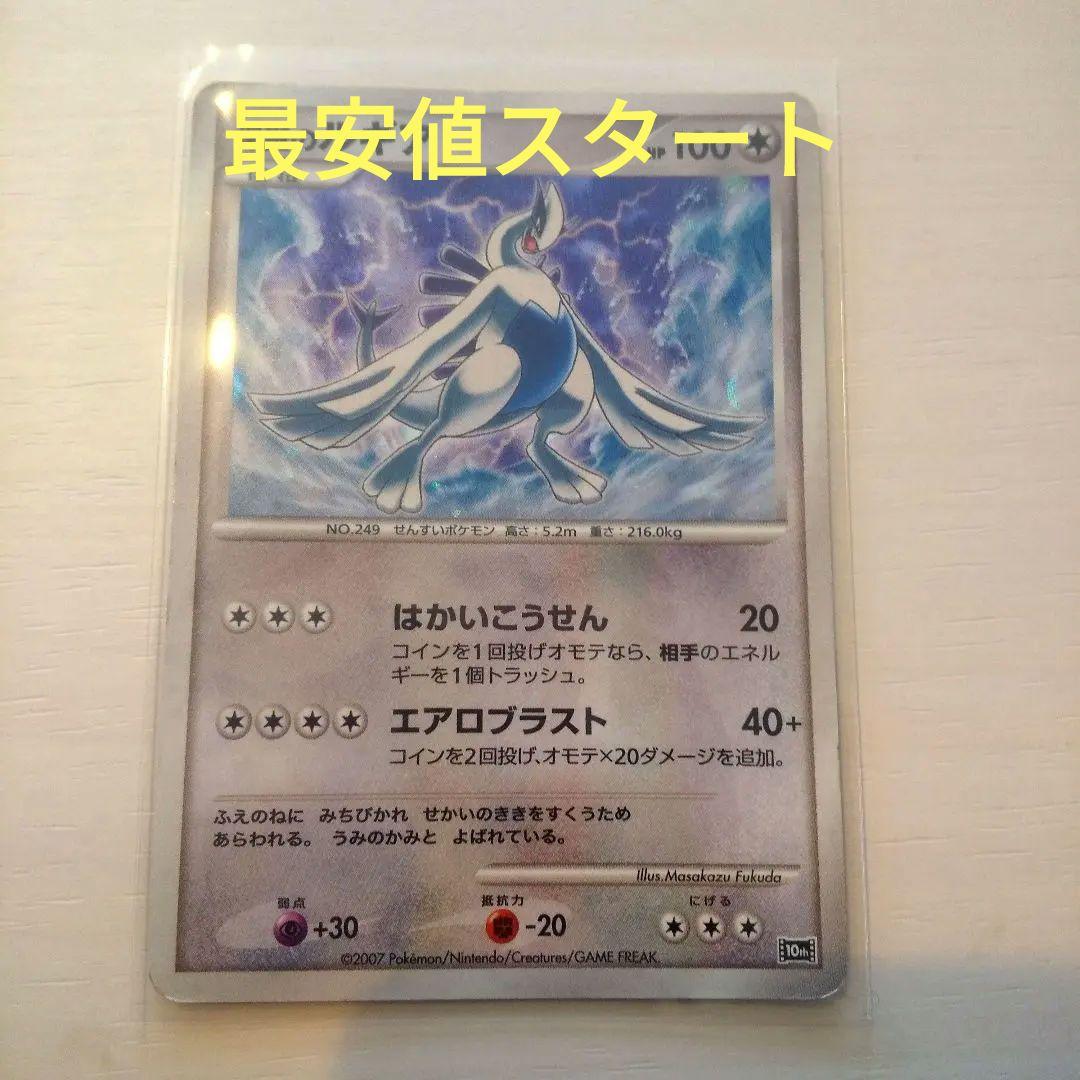 最安値スタート
HP 100
NO.249 せんすいポケモン 高さ：5.2m 重さ：216.0kg
はかいこうせん 20
コインを1回投げオモテなら、相手のエネル
ギーを1個トラッシュ。
エアロブラスト 40+
コインを2回投げ、オモテ×20ダメージを追加。
ふえのねに みちびかれ せかいのききをすくうため
あらわれる。 うみのかみと よばれている。
Illus.Masakazu Fukuda
弱点 抵抗力 にげる
+30 -20
10th
©2007 Pokémon/Nintendo/Creatures/GAME FREAK.